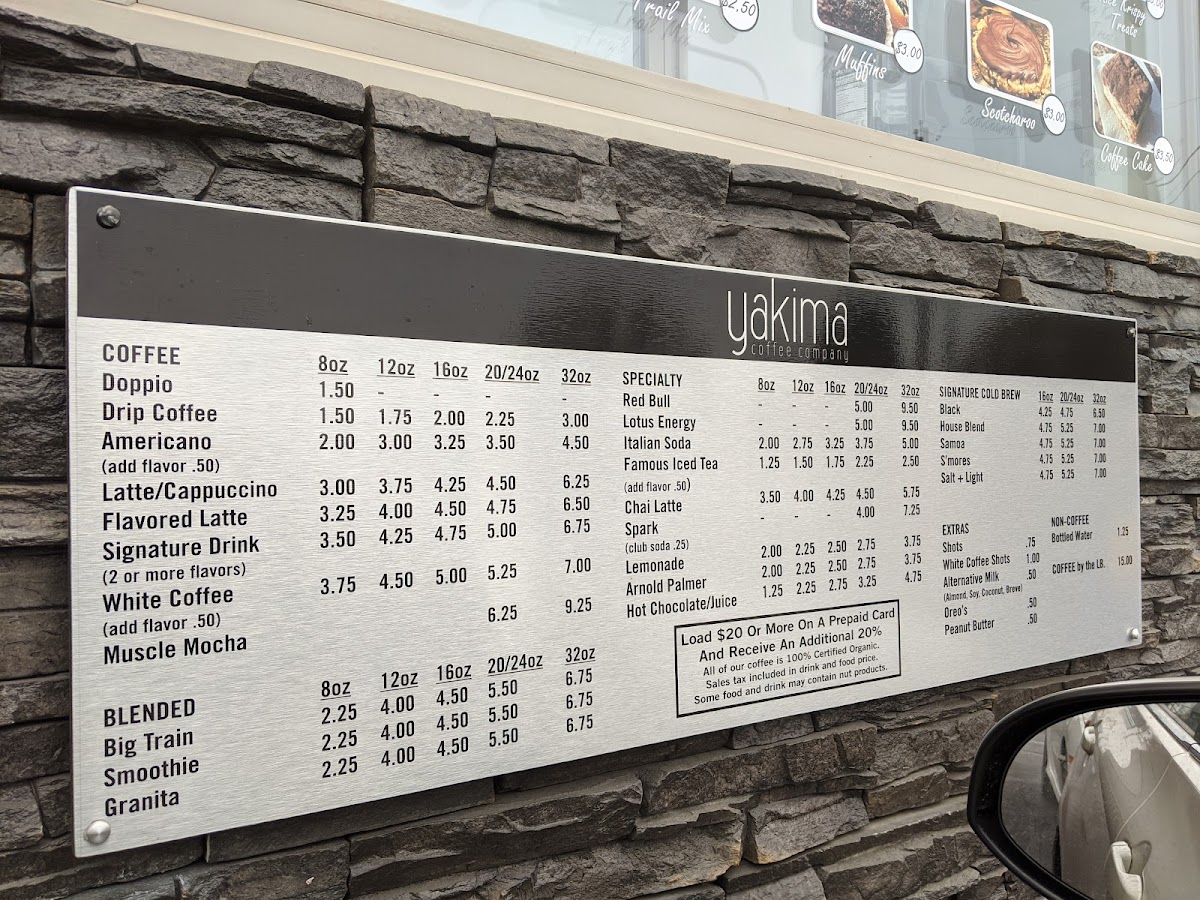 Trail Mix
$2.50
Muffins
$3.00
Scotcharoo
$3.00
Krispy
Treats
Coffee Cake
$3.50
yakima
coffee company
COFFEE 8oz 12oz 16oz 20/24oz 32oz
Doppio 1.50 - - - -
Drip Coffee 1.50 1.75 2.00 2.25 3.00
Americano 2.00 3.00 3.25 3.50 4.50
(add flavor .50)
Latte/Cappuccino 3.00 3.75 4.25 4.50 6.25
Flavored Latte 3.25 4.00 4.50 4.75 6.50
Signature Drink 3.50 4.25 4.75 5.00 6.75
(2 or more flavors)
White Coffee 3.75 4.50 5.00 5.25 7.00
(add flavor .50)
Muscle Mocha 6.25 9.25
BLENDED 8oz 12oz 16oz 20/24oz 32oz
Big Train 2.25 4.00 4.50 5.50 6.75
Smoothie 2.25 4.00 4.50 5.50 6.75
Granita 2.25 4.00 4.50 5.50 6.75
SPECIALTY 8oz 12oz 16oz 20/24oz 32oz
Red Bull - - - 5.00 9.50
Lotus Energy - - - 5.00 9.50
Italian Soda 2.00 2.75 3.25 3.75 5.00
Famous Iced Tea 1.25 1.50 1.75 2.25 2.50
(add flavor .50)
Chai Latte 3.50 4.00 4.25 4.50 5.75
Spark - - - 4.00 7.25
(club soda .25)
Lemonade 2.00 2.25 2.50 2.75 3.75
Arnold Palmer 2.00 2.25 2.50 2.75 3.75
Hot Chocolate/Juice 1.25 2.25 2.75 3.25 4.75
Load $20 Or More On A Prepaid Card
And Receive An Additional 20%
All of our coffee is 100% Certified Organic.
Sales tax included in drink and food price.
Some food and drink may contain nut products.
SIGNATURE COLD BREW 16oz 20/24oz 32oz
Black 4.25 4.75 6.50
House Blend 4.75 5.25 7.00
Samoa 4.75 5.25 7.00
S'mores 4.75 5.25 7.00
Salt + Light 4.75 5.25 7.00
EXTRAS
Shots .75
White Coffee Shots 1.00
Alternative Milk .50
(Almond, Soy, Coconut, Breve)
Oreo's .50
Peanut Butter .50
NON-COFFEE
Bottled Water 1.25
COFFEE by the LB. 15.00